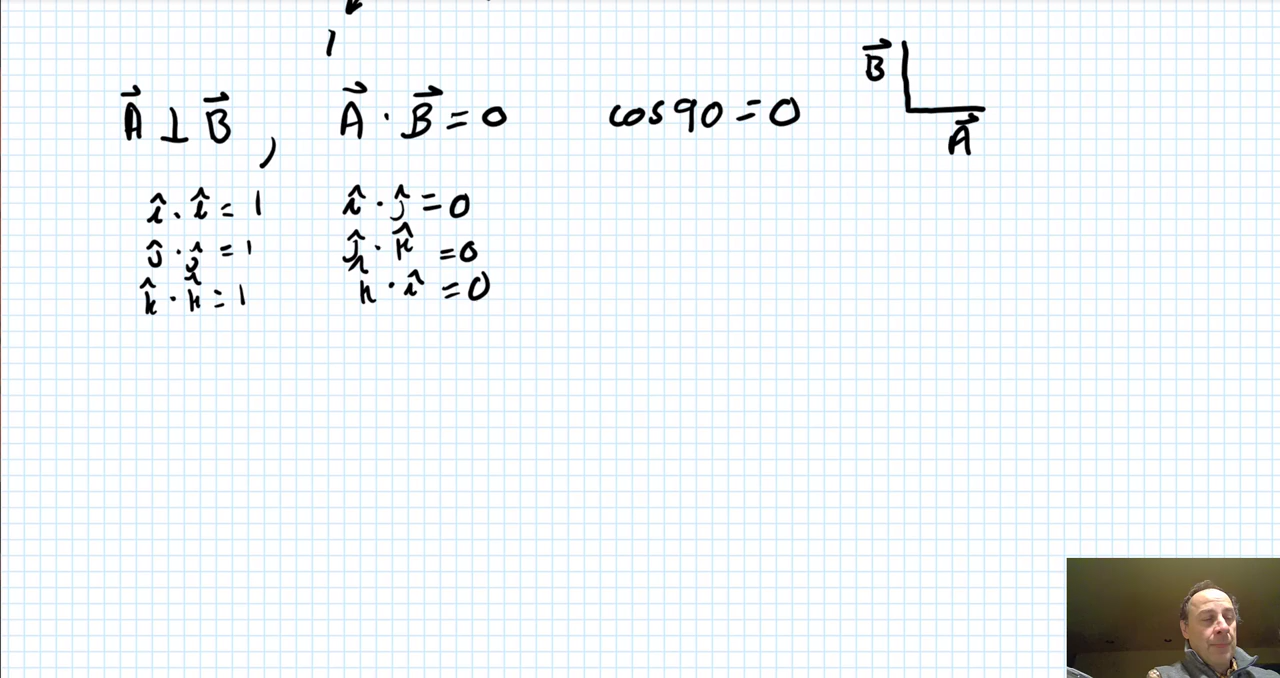 A⃗ ⊥ B⃗ , A⃗ · B⃗ = 0 cos 90 = 0 B⃗ A⃗
î · î = 1 î · ĵ = 0
ĵ · ĵ = 1 ĵ · k̂ = 0
k̂ · k̂ = 1 k̂ · î = 0